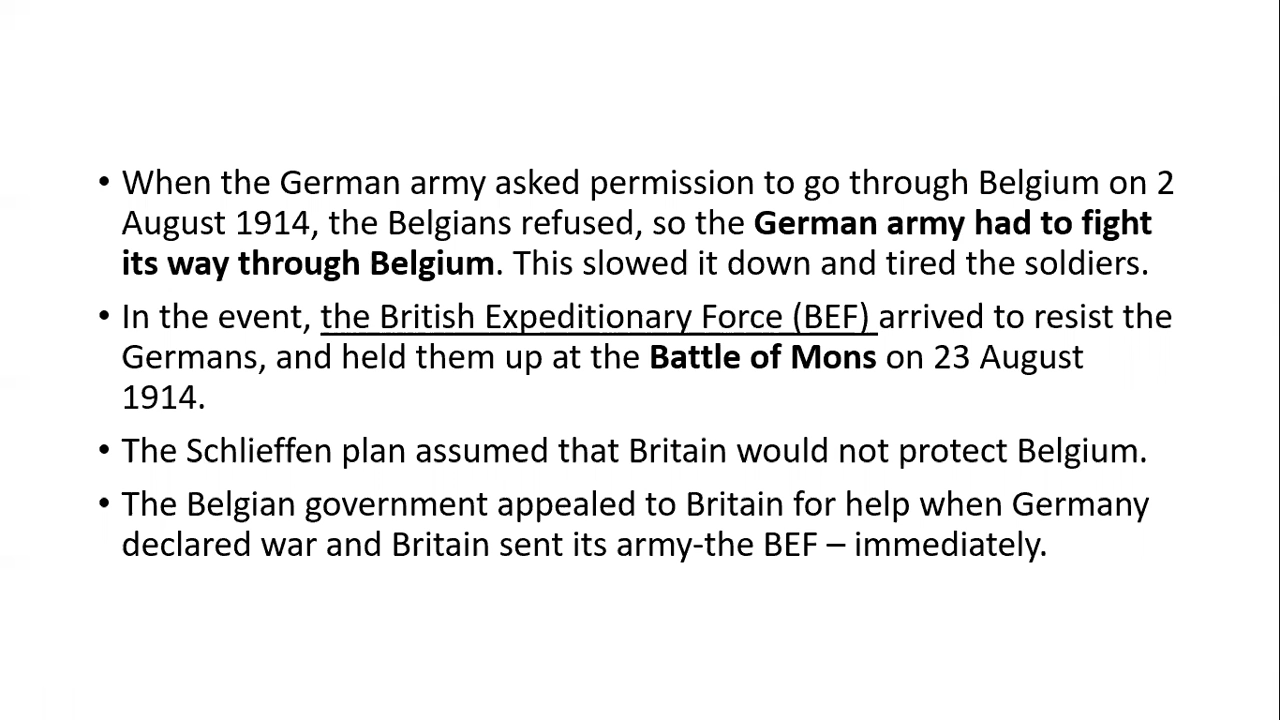 • When the German army asked permission to go through Belgium on 2
August 1914, the Belgians refused, so the German army had to fight
its way through Belgium. This slowed it down and tired the soldiers.
• In the event, the British Expeditionary Force (BEF) arrived to resist the
Germans, and held them up at the Battle of Mons on 23 August
1914.
• The Schlieffen plan assumed that Britain would not protect Belgium.
• The Belgian government appealed to Britain for help when Germany
declared war and Britain sent its army-the BEF – immediately.